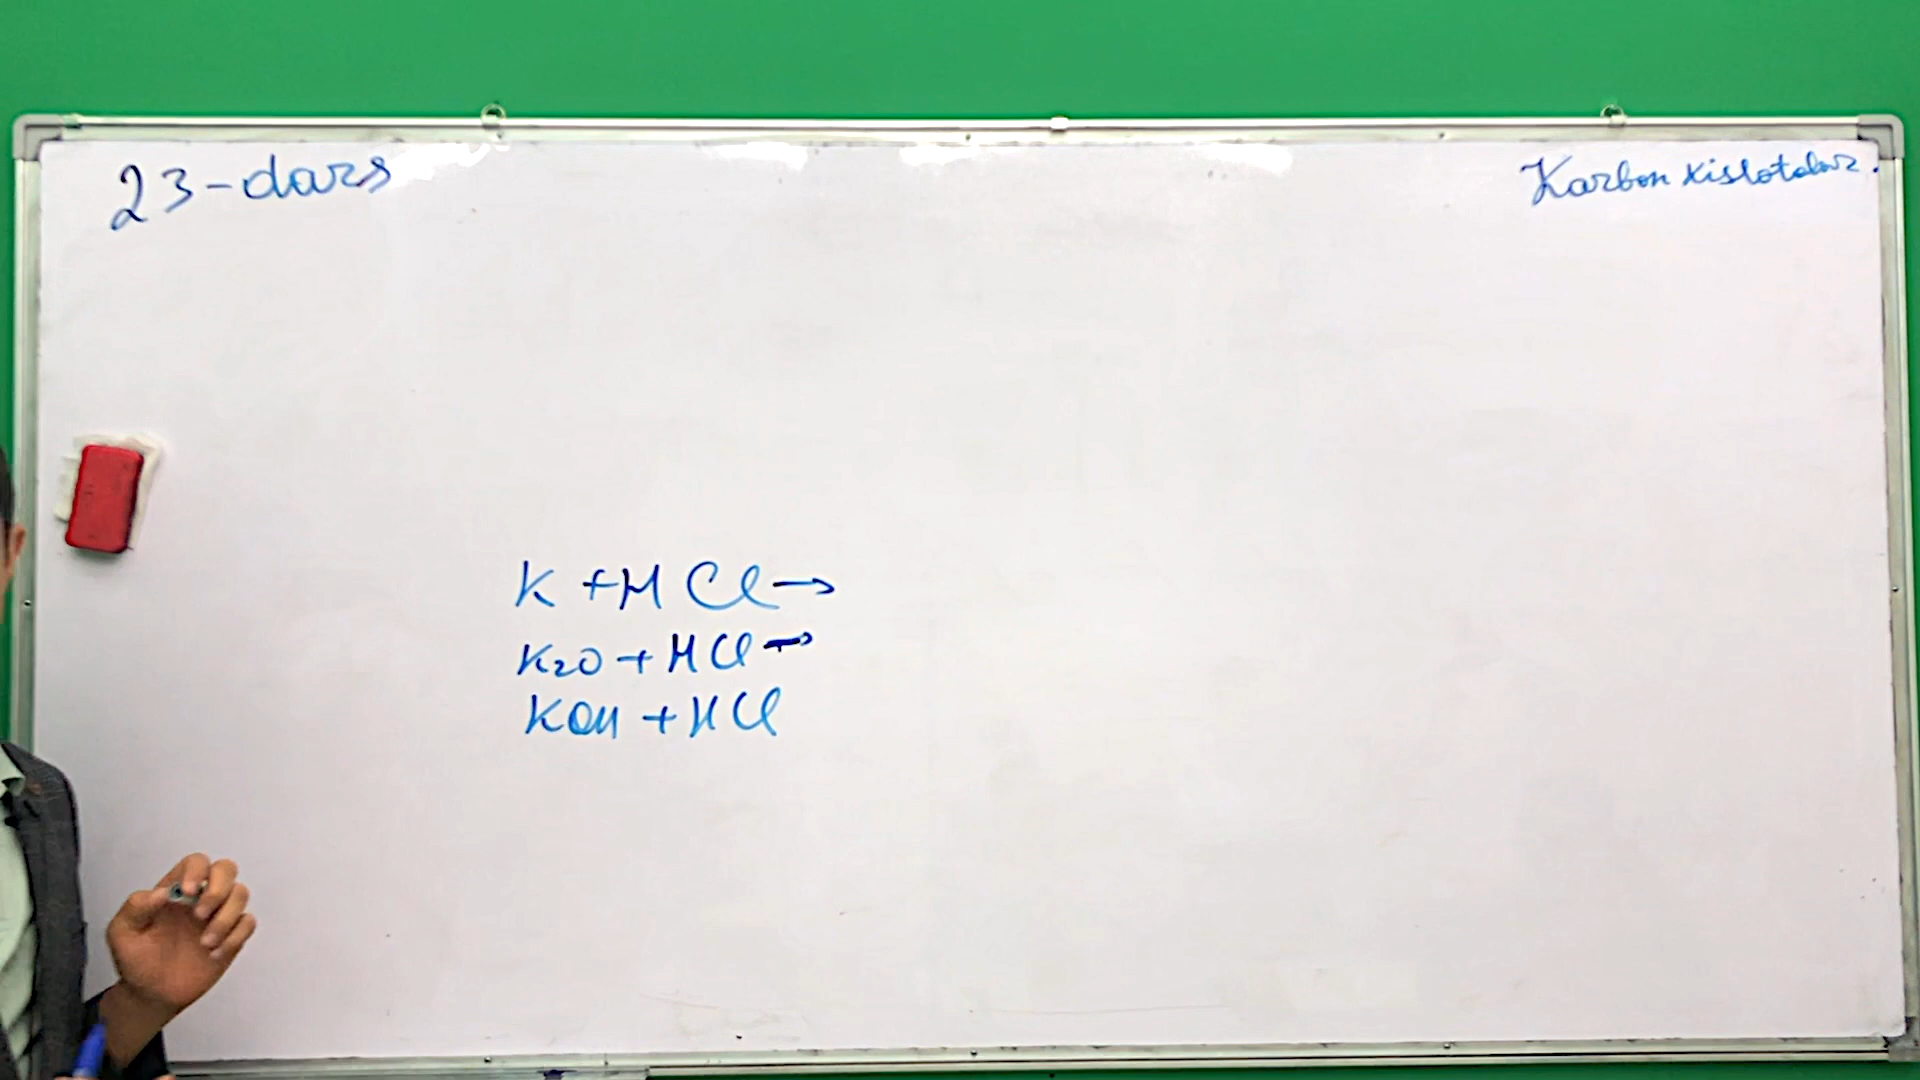 23-dars
Karbon kislotalar.
K + HCl →
K₂O + HCl →
KOH + HCl